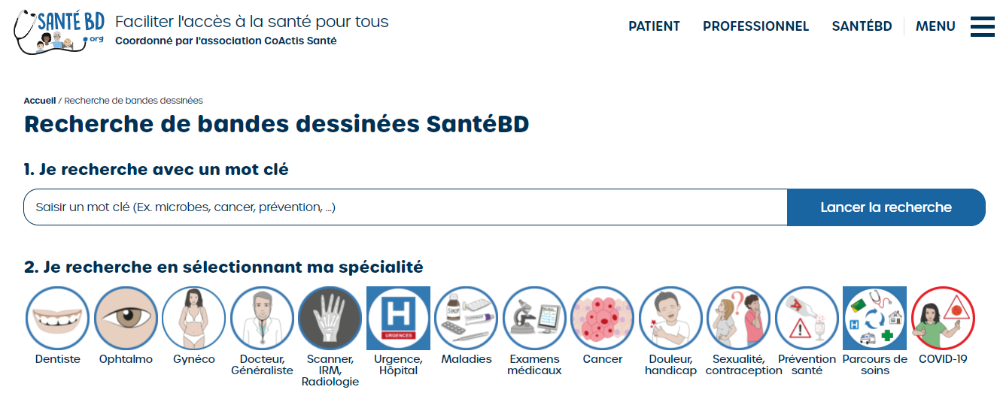 SANTÉ BD
.org
Faciliter l'accès à la santé pour tous
Coordonné par l'association CoActis Santé
PATIENT PROFESSIONNEL SANTÉBD MENU
Accueil / Recherche de bandes dessinées
Recherche de bandes dessinées SantéBD
1. Je recherche avec un mot clé
Saisir un mot clé (Ex. microbes, cancer, prévention, ...)
Lancer la recherche
2. Je recherche en sélectionnant ma spécialité
H
URGENCES
SIROP
H
Dentiste
Ophtalmo
Gynéco
Docteur,
Généraliste
Scanner,
IRM,
Radiologie
Urgence,
Hôpital
Maladies
Examens
médicaux
Cancer
Douleur,
handicap
Sexualité,
contraception
Prévention
santé
Parcours de
soins
COVID-19